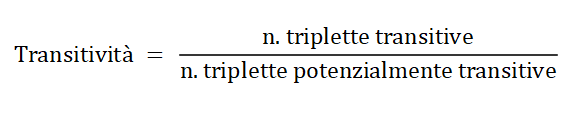 n. triplette transitive
Transitività =
n. triplette potenzialmente transitive